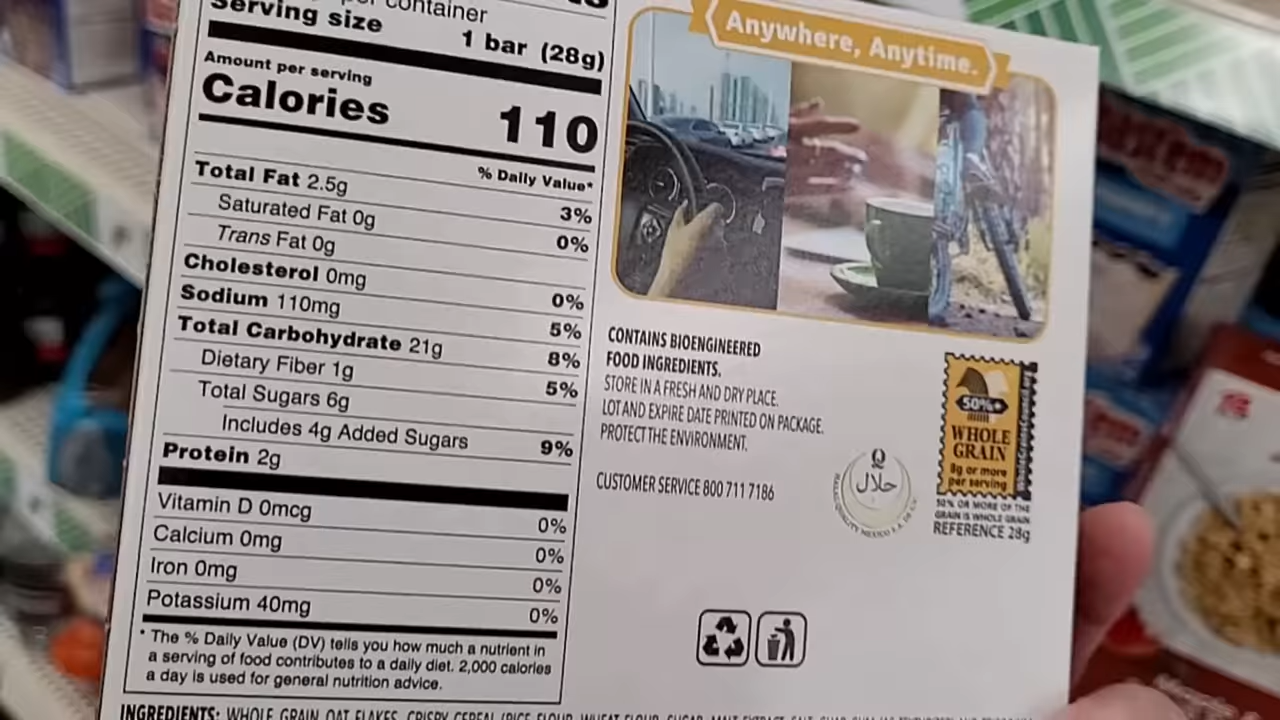 per container
Serving size 1 bar (28g)
Amount per serving
Calories 110
% Daily Value*
Total Fat 2.5g 3%
Saturated Fat 0g 0%
Trans Fat 0g
Cholesterol 0mg 0%
Sodium 110mg 5%
Total Carbohydrate 21g 8%
Dietary Fiber 1g 5%
Total Sugars 6g
Includes 4g Added Sugars 9%
Protein 2g
Vitamin D 0mcg 0%
Calcium 0mg 0%
Iron 0mg 0%
Potassium 40mg 0%
* The % Daily Value (DV) tells you how much a nutrient in
a serving of food contributes to a daily diet. 2,000 calories
a day is used for general nutrition advice.
INGREDIENTS: WHOLE GRAIN OAT FLAKES, CRISPY CEREAL (RICE FLOUR, WHEAT FLOUR, SUGAR, MALT EXTRACT, SALT,
Anywhere, Anytime.
CONTAINS BIOENGINEERED
FOOD INGREDIENTS.
STORE IN A FRESH AND DRY PLACE.
LOT AND EXPIRE DATE PRINTED ON PACKAGE.
PROTECT THE ENVIRONMENT.
CUSTOMER SERVICE 800 711 7186
حلال
50%+
WHOLE
GRAIN
8g or more
per serving
50% OR MORE OF THE
GRAIN IS WHOLE GRAIN
REFERENCE 28g